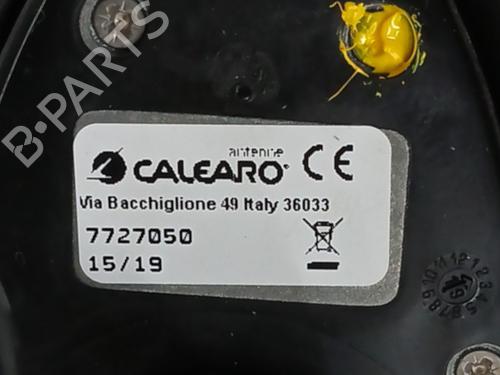 B-PARTS
antenne
CALEARO®
CE
Via Bacchiglione 49 Italy 36033
7727050
15/19